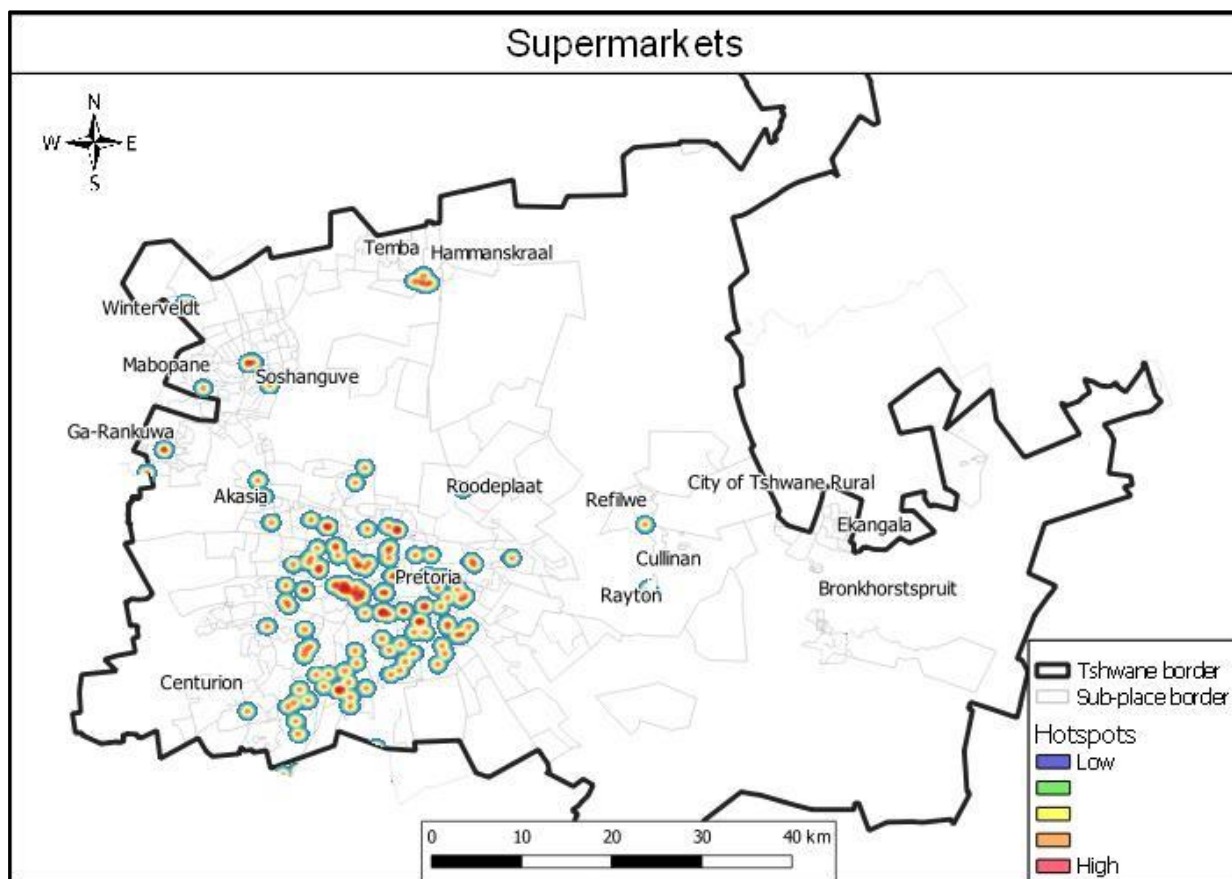 Supermarkets
N
W E
S
Temba
Hammanskraal
Winterveldt
Mabopane
Soshanguve
Ga-Rankuwa
Akasia
Roodeplaat
Refilwe
City of Tshwane Rural
Ekangala
Cullinan
Pretoria
Rayton
Bronkhorstspruit
Centurion
Tshwane border
Sub-place border
Hotspots
Low
High
0 10 20 30 40 km